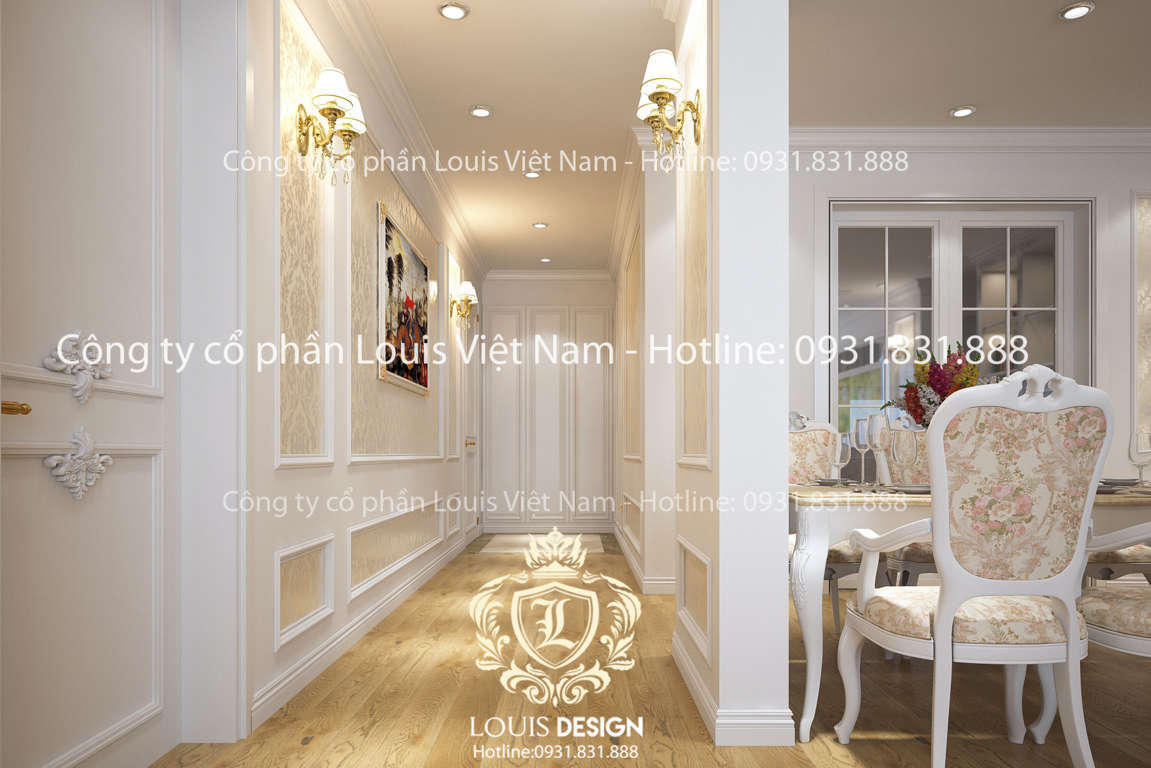 Công ty cổ phần Louis Việt Nam - Hotline: 0931.831.888
Công ty cổ phần Louis Việt Nam - Hotline: 0931.831.888
Công ty cổ phần Louis Việt Nam - Hotline: 0931.831.888
L
LOUIS DESIGN
Hotline:0931.831.888